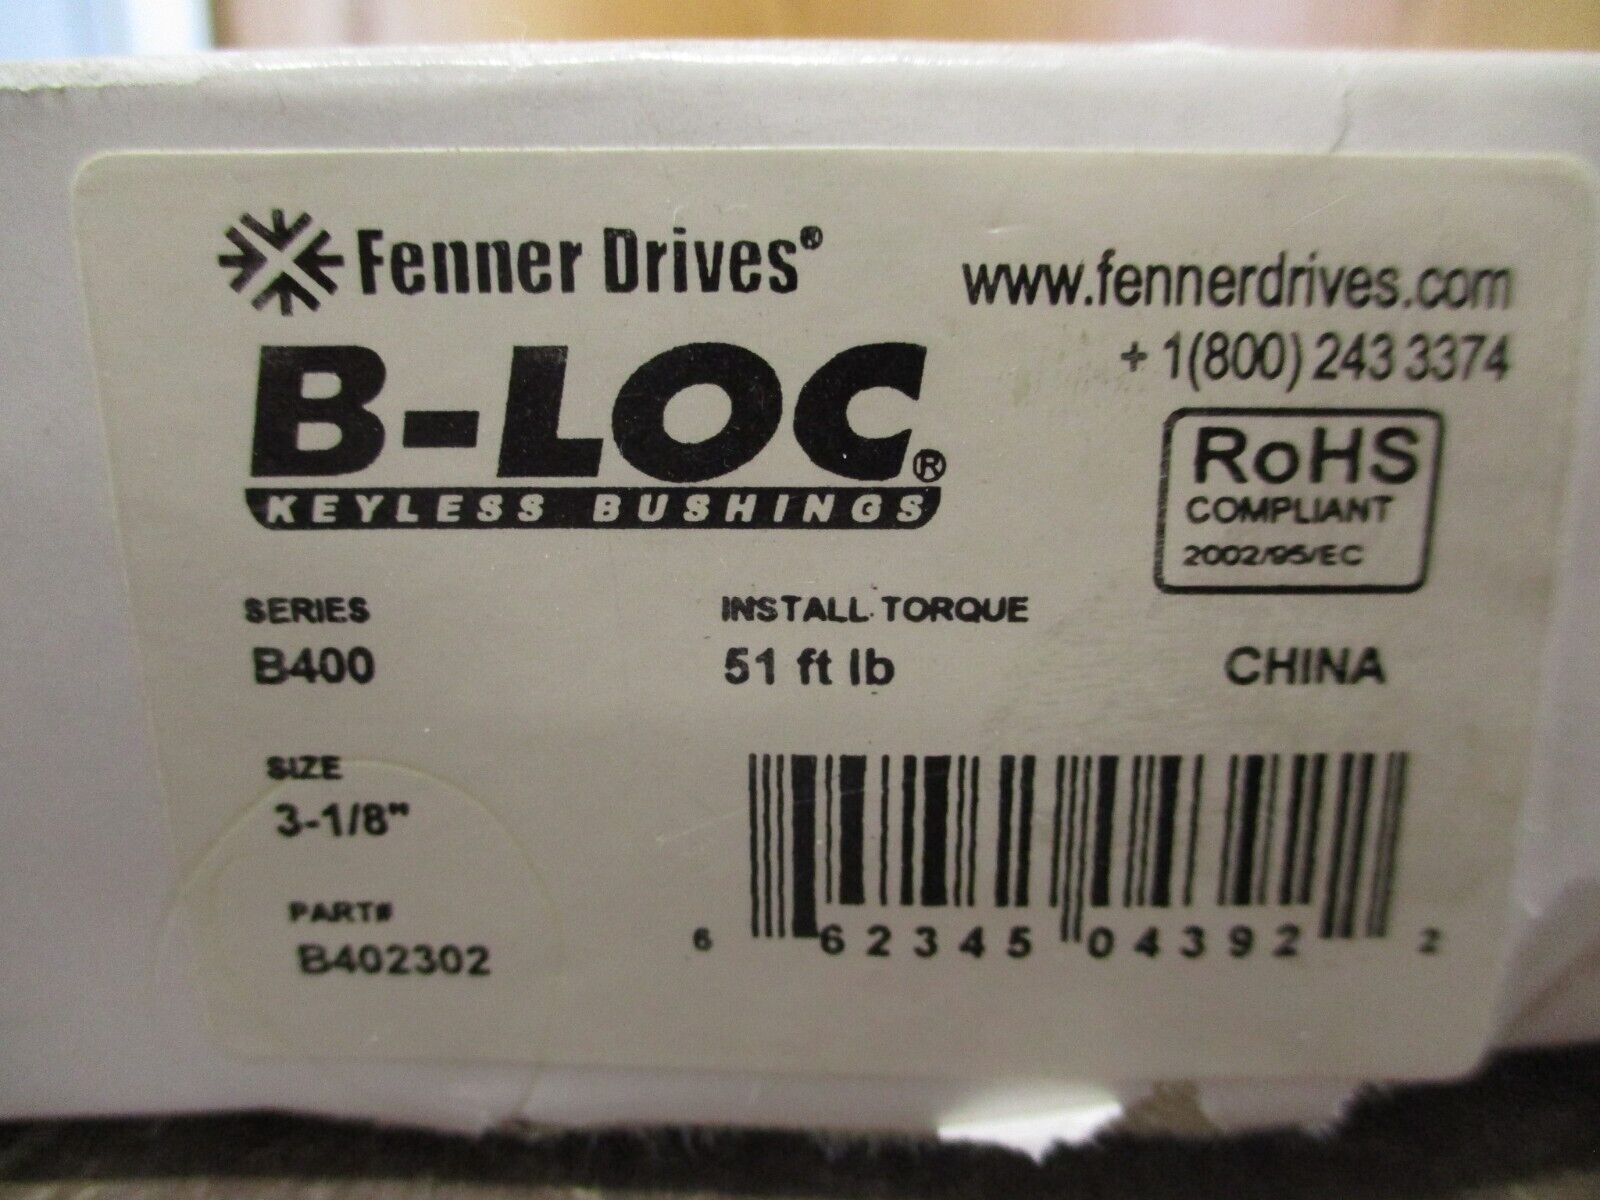 Fenner Drives®
www.fennerdrives.com
+ 1(800) 243 3374
B-LOC®
KEYLESS BUSHINGS
RoHS
COMPLIANT
2002/95/EC
SERIES
B400
INSTALL. TORQUE
51 ft lb
CHINA
SIZE
3-1/8"
PART#
B402302
6 62345 04392 2